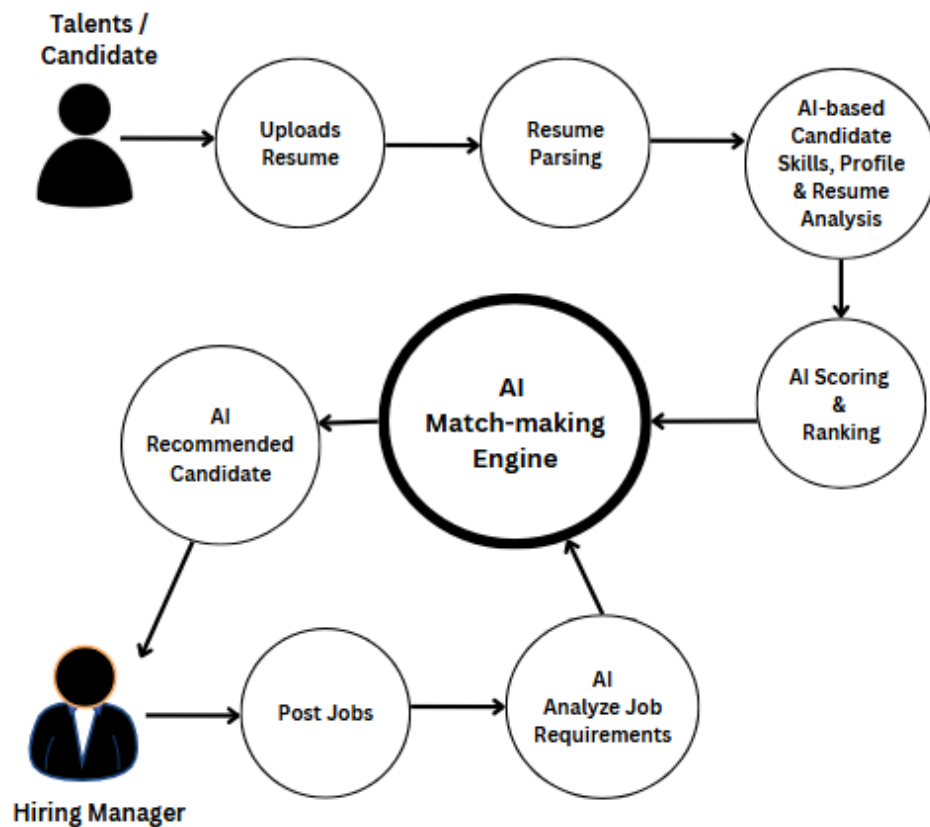 Talents /
Candidate
Uploads
Resume
Resume
Parsing
AI-based
Candidate
Skills, Profile
& Resume
Analysis
AI Scoring
&
Ranking
AI
Match-making
Engine
AI
Recommended
Candidate
Hiring Manager
Post Jobs
AI
Analyze Job
Requirements